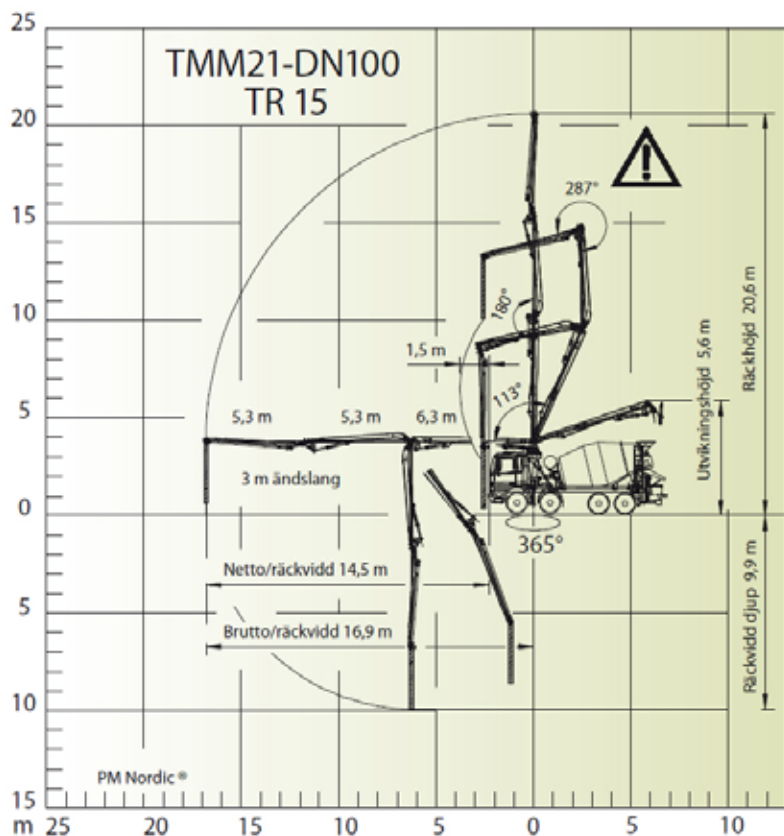 25
TMM21-DN100
TR 15
20
287°
15
180°
10
1,5 m
113°
5
5,3 m
5,3 m
6,3 m
3 m ändslang
0
365°
Netto/räckvidd 14,5 m
5
Brutto/räckvidd 16,9 m
10
PM Nordic ®
15
m
25
20
15
10
5
0
5
10
Utvikningshöjd 5,6 m
Räckhöjd 20,6 m
Räckvidd djup 9,9 m